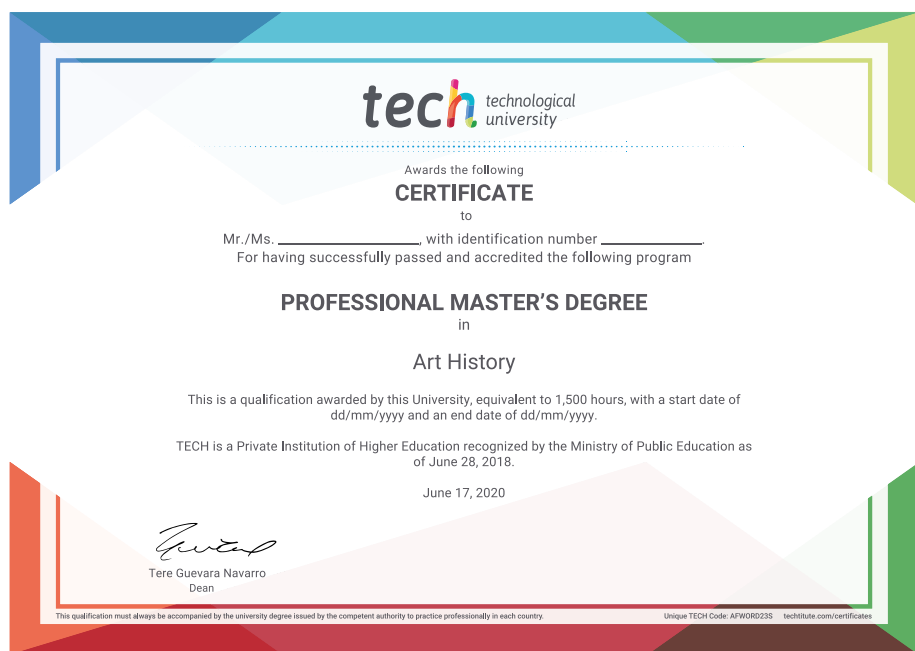 tech technological
university
Awards the following
CERTIFICATE
to
Mr./Ms. ____________________, with identification number ______________.
For having successfully passed and accredited the following program
PROFESSIONAL MASTER'S DEGREE
in
Art History
This is a qualification awarded by this University, equivalent to 1,500 hours, with a start date of
dd/mm/yyyy and an end date of dd/mm/yyyy.
TECH is a Private Institution of Higher Education recognized by the Ministry of Public Education as
of June 28, 2018.
June 17, 2020
Tere Guevara Navarro
Dean
This qualification must always be accompanied by the university degree issued by the competent authority to practice professionally in each country. Unique TECH Code: AFWORD23S techtitute.com/certificates